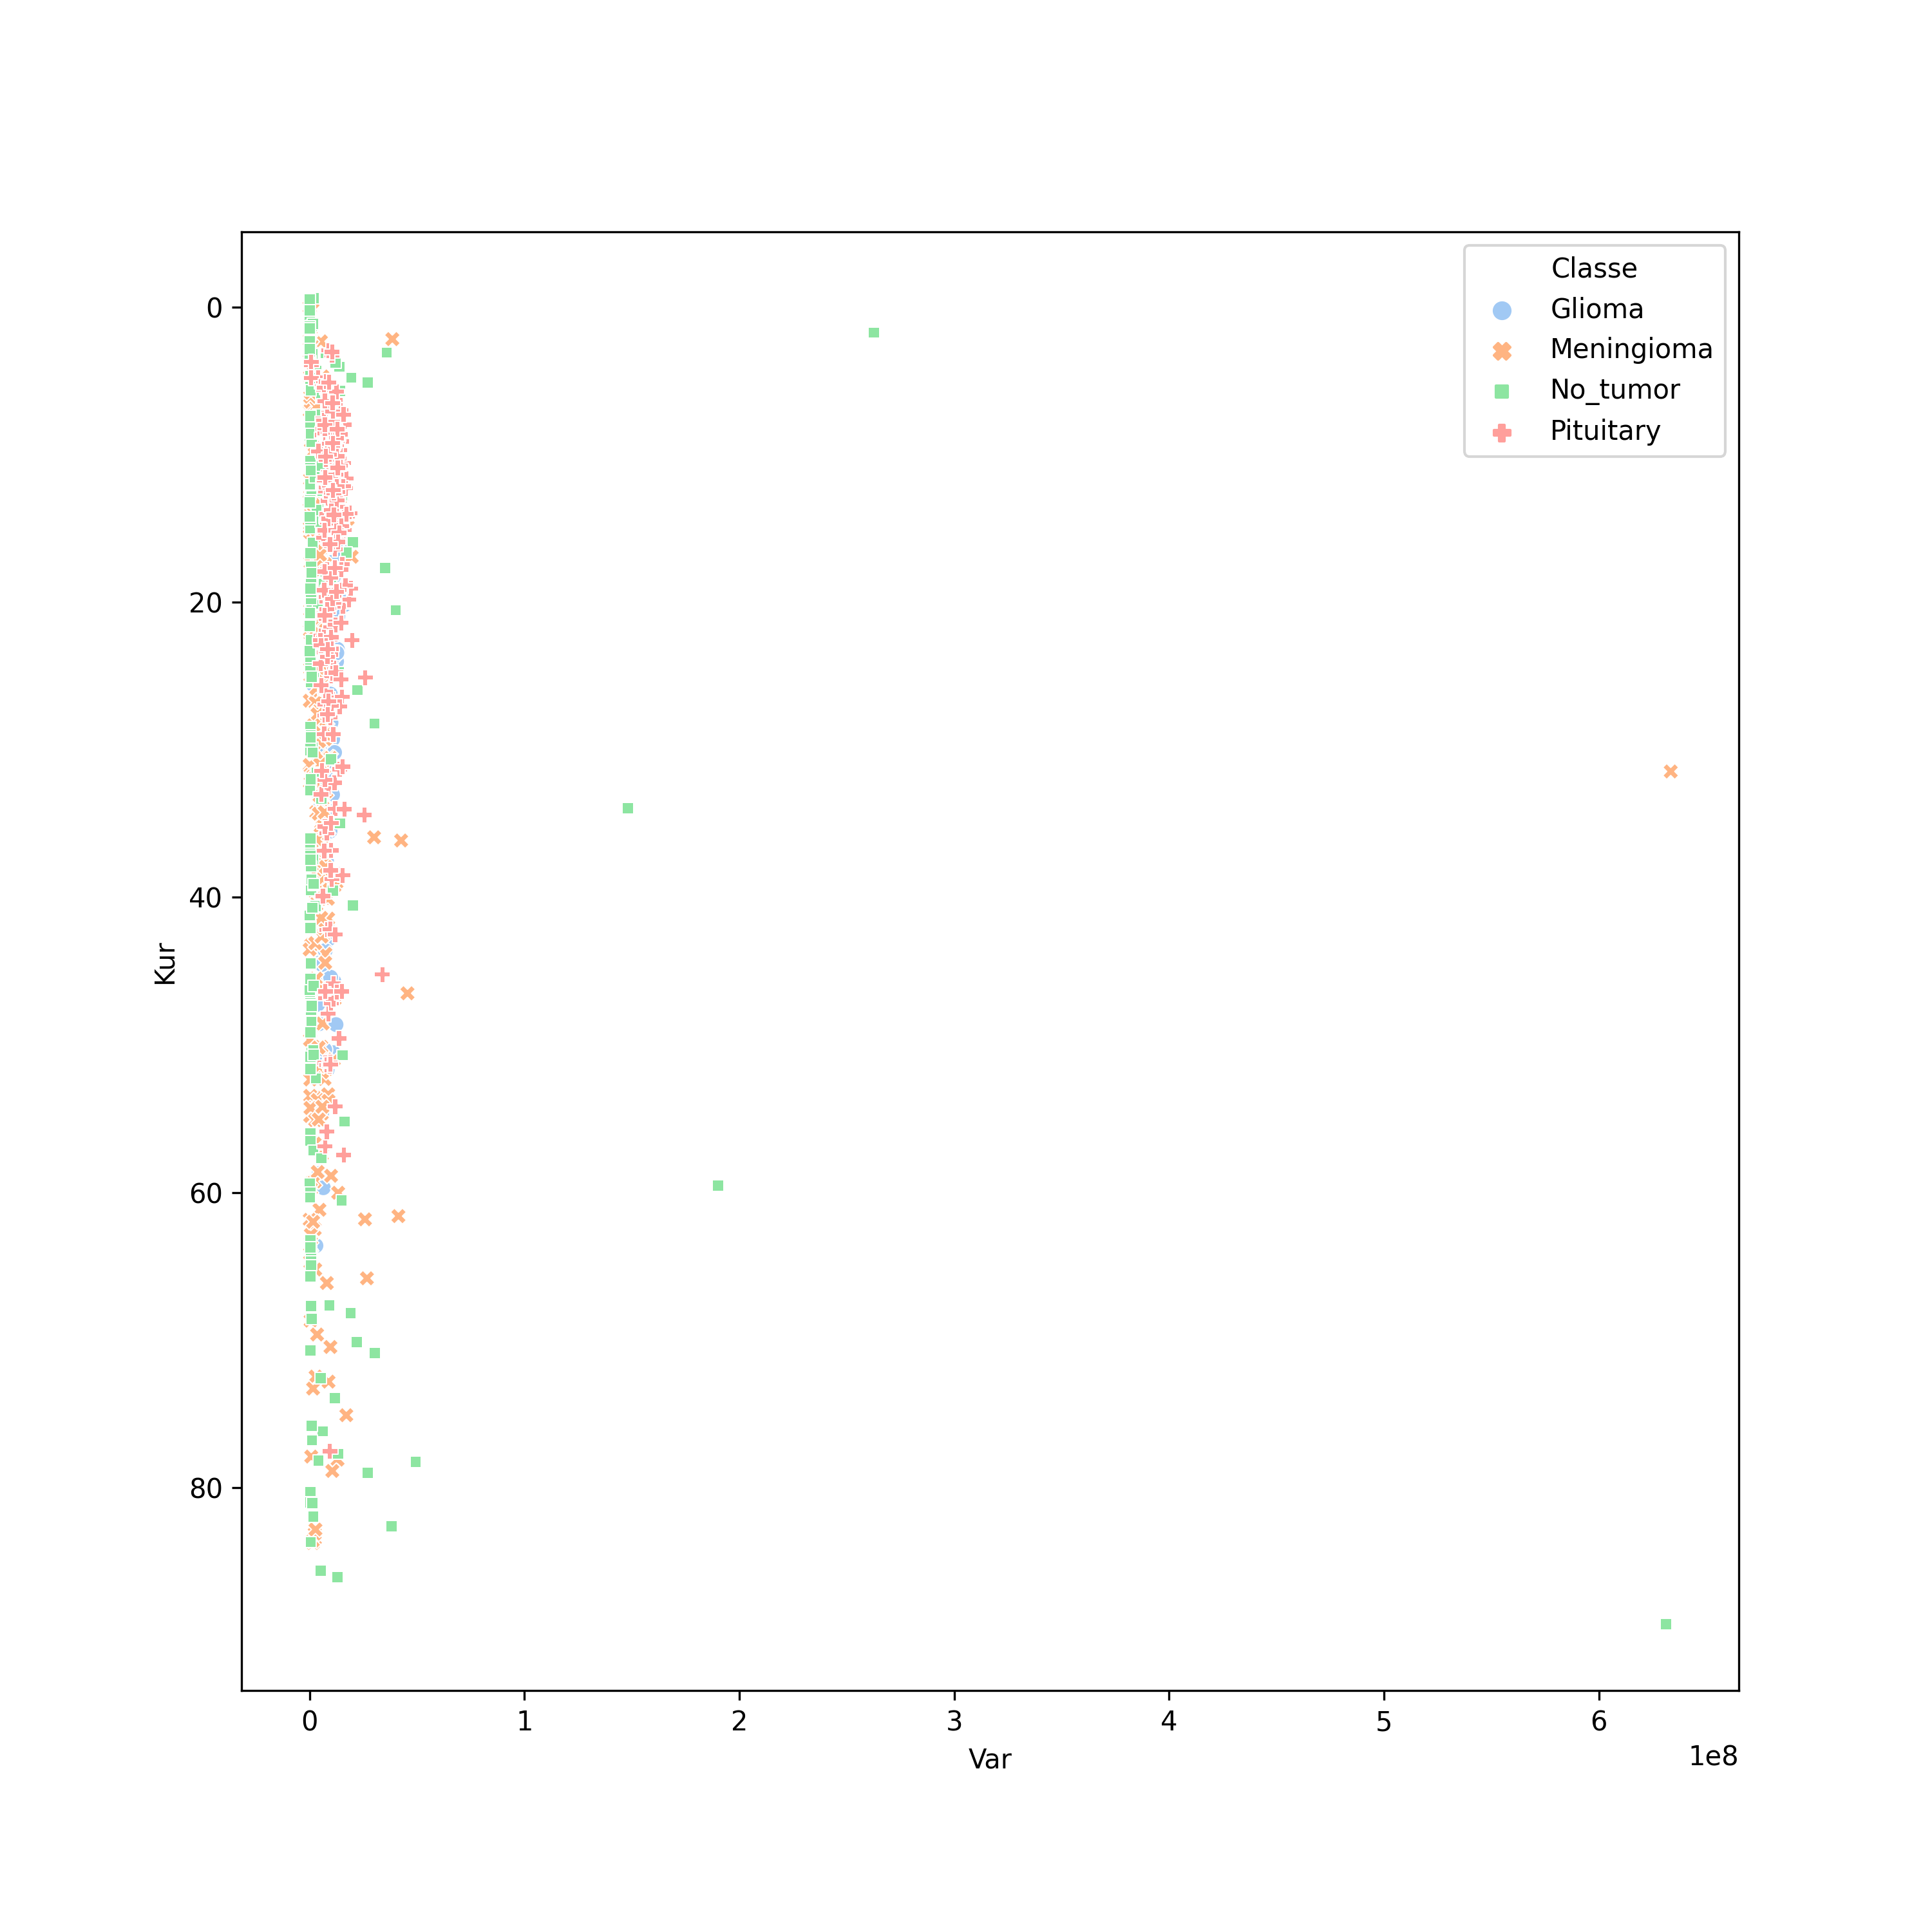 Classe
Glioma
Meningioma
No_tumor
Pituitary
0
20
40
60
80
Kur
0 1 2 3 4 5 6
Var
1e8